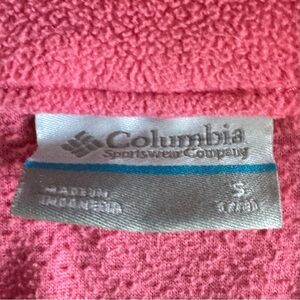 Columbia
Sportswear Company
MADE IN
INDONESIA
S